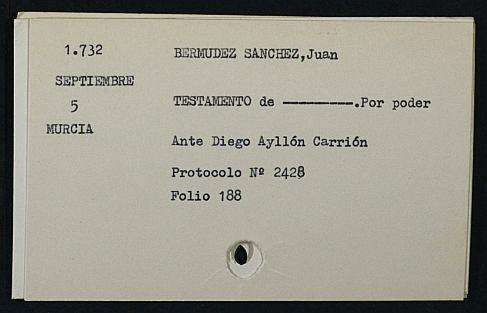 1.732
BERMUDEZ SANCHEZ,Juan
SEPTIEMBRE
5
TESTAMENTO de ————.Por poder
MURCIA
Ante Diego Ayllón Carrión
Protocolo Nº 2428
Folio 188